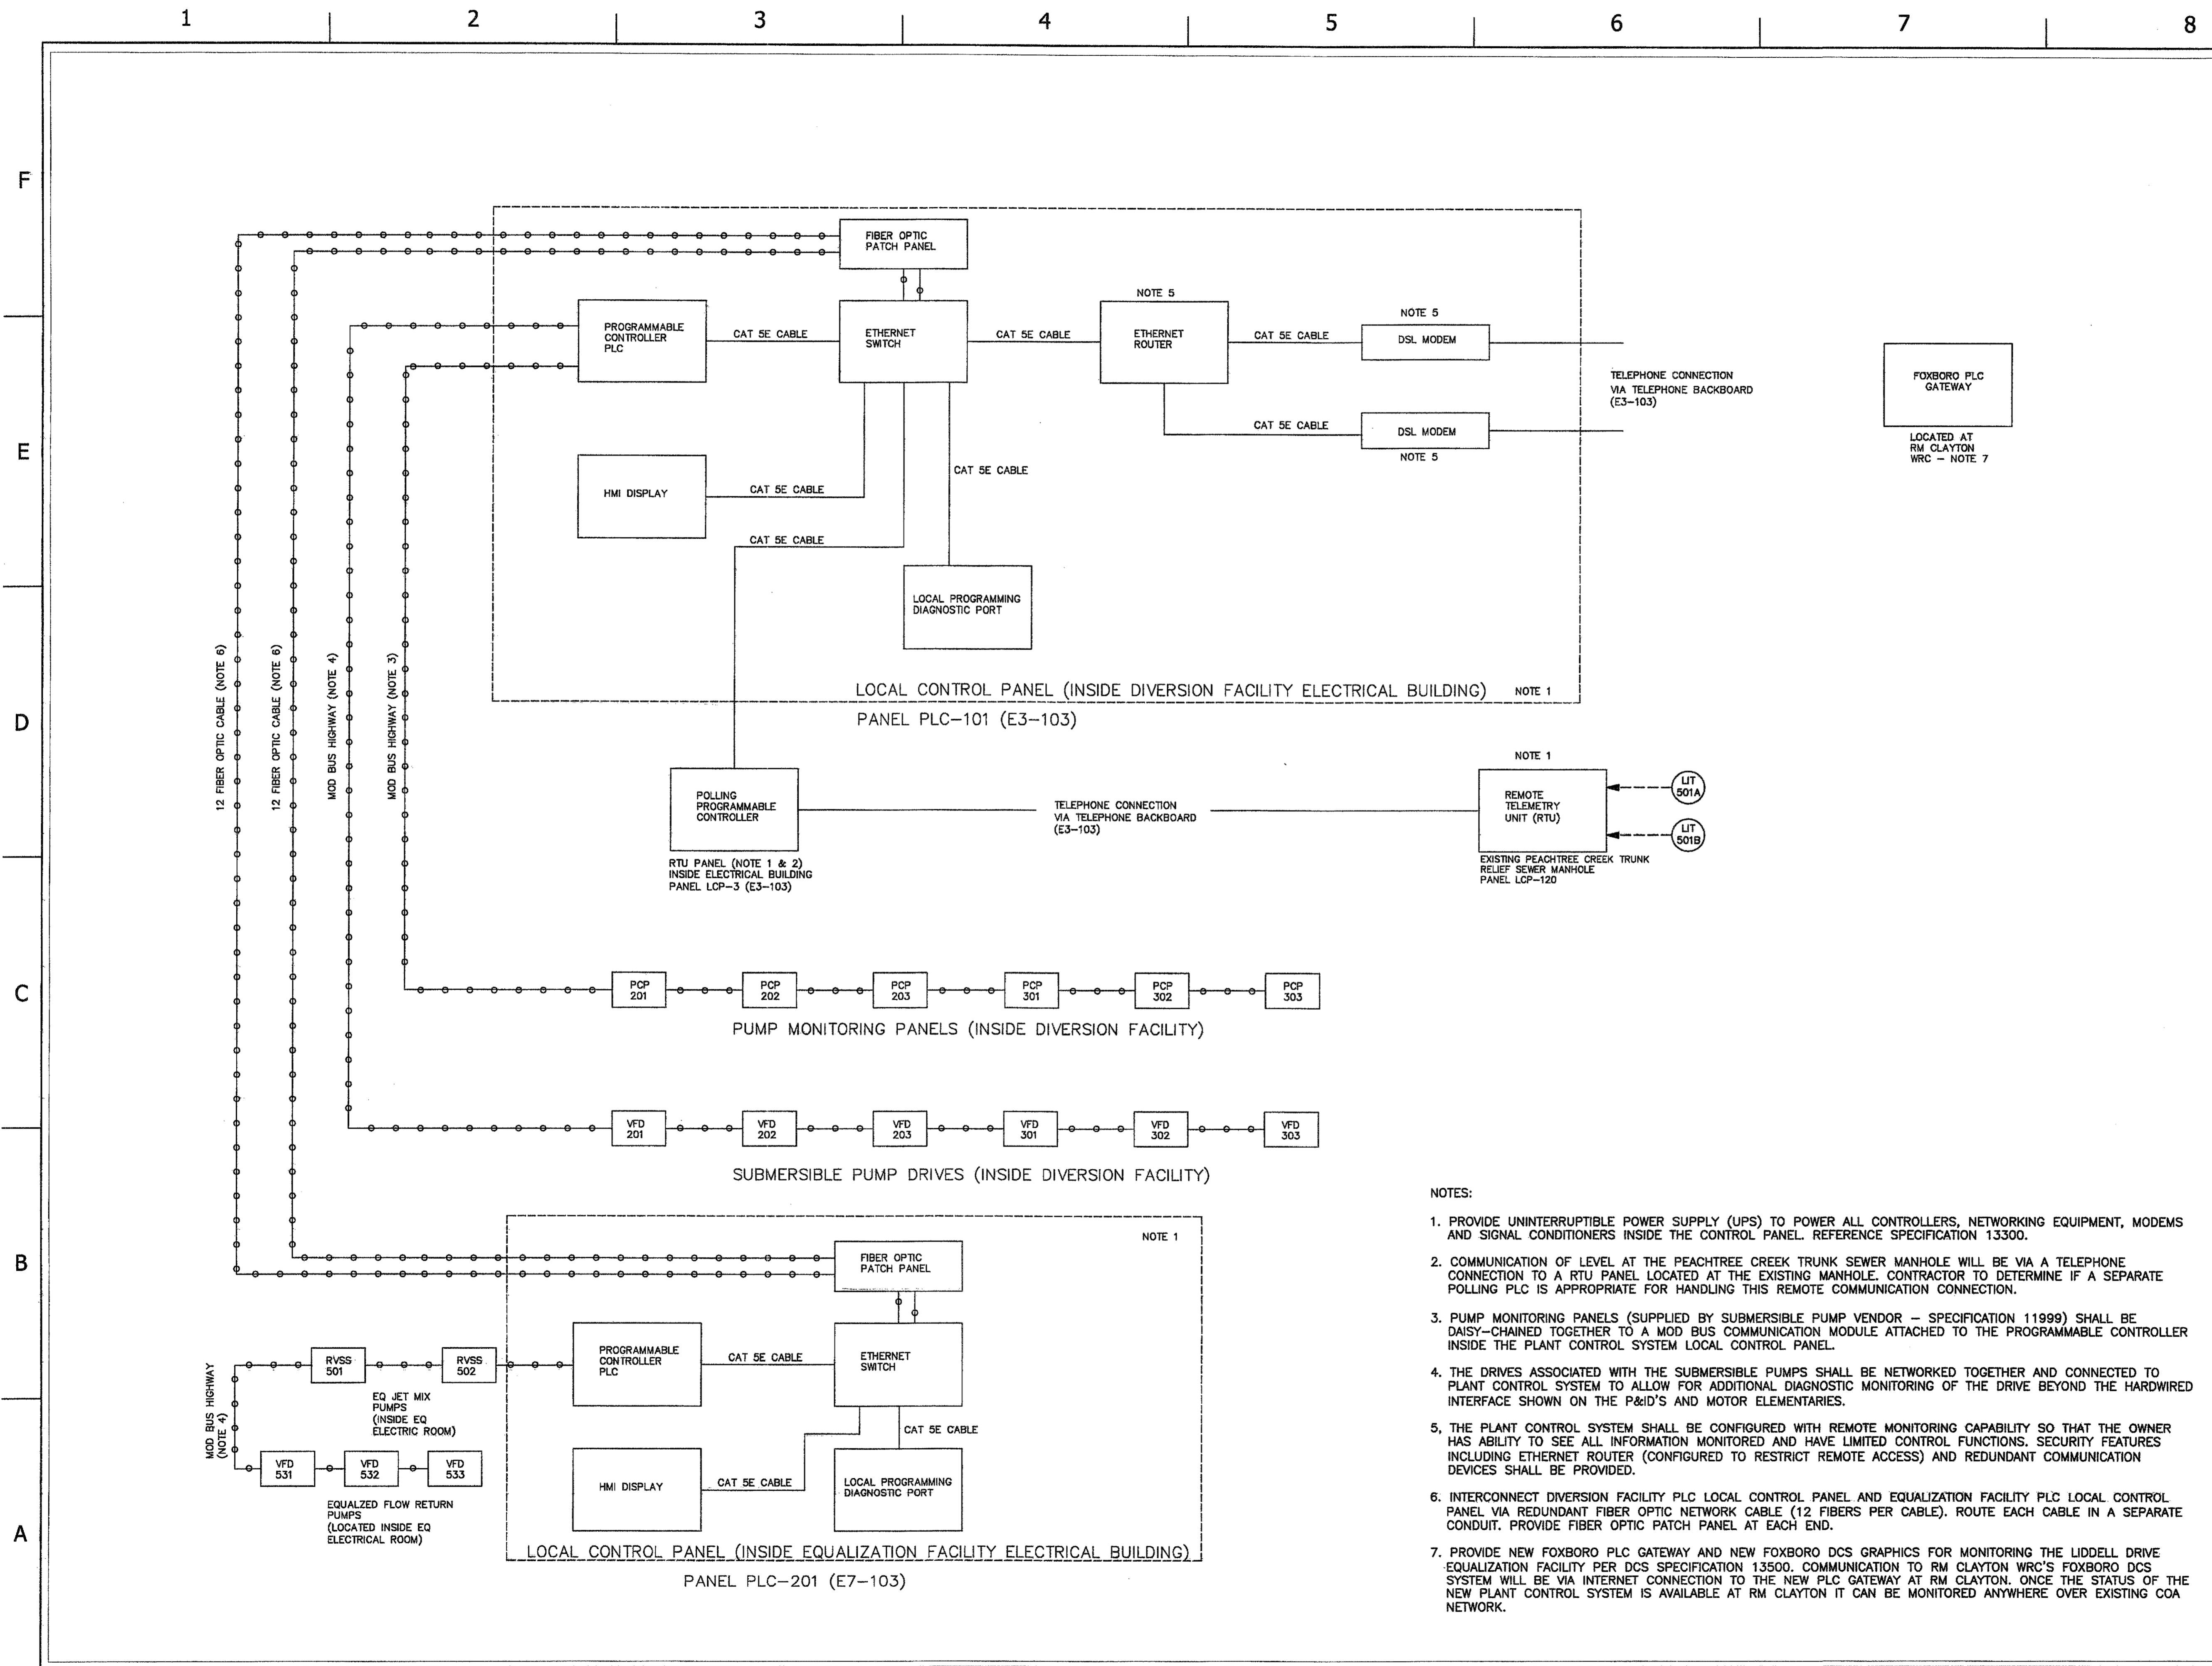 1 2 3 4 5 6 7 8
F
E
D
C
B
A
FIBER OPTIC
PATCH PANEL
PROGRAMMABLE
CONTROLLER
PLC
CAT 5E CABLE
ETHERNET
SWITCH
CAT 5E CABLE
NOTE 5
ETHERNET
ROUTER
CAT 5E CABLE
NOTE 5
DSL MODEM
CAT 5E CABLE
DSL MODEM
NOTE 5
TELEPHONE CONNECTION
VIA TELEPHONE BACKBOARD
(E3-103)
FOXBORO PLC
GATEWAY
LOCATED AT
RM CLAYTON
WRC - NOTE 7
HMI DISPLAY
CAT 5E CABLE
CAT 5E CABLE
CAT 5E CABLE
LOCAL PROGRAMMING
DIAGNOSTIC PORT
LOCAL CONTROL PANEL (INSIDE DIVERSION FACILITY ELECTRICAL BUILDING) NOTE 1
PANEL PLC-101 (E3-103)
12 FIBER OPTIC CABLE (NOTE 6)
12 FIBER OPTIC CABLE (NOTE 6)
MOD BUS HIGHWAY (NOTE 4)
MOD BUS HIGHWAY (NOTE 3)
POLLING
PROGRAMMABLE
CONTROLLER
RTU PANEL (NOTE 1 & 2)
INSIDE ELECTRICAL BUILDING
PANEL LCP-3 (E3-103)
TELEPHONE CONNECTION
VIA TELEPHONE BACKBOARD
(E3-103)
NOTE 1
REMOTE
TELEMETRY
UNIT (RTU)
LIT
501A
LIT
501B
EXISTING PEACHTREE CREEK TRUNK
RELIEF SEWER MANHOLE
PANEL LCP-120
PCP
201
PCP
202
PCP
203
PCP
301
PCP
302
PCP
303
PUMP MONITORING PANELS (INSIDE DIVERSION FACILITY)
VFD
201
VFD
202
VFD
203
VFD
301
VFD
302
VFD
303
SUBMERSIBLE PUMP DRIVES (INSIDE DIVERSION FACILITY)
NOTE 1
FIBER OPTIC
PATCH PANEL
PROGRAMMABLE
CONTROLLER
PLC
CAT 5E CABLE
ETHERNET
SWITCH
RVSS
501
RVSS
502
EQ JET MIX
PUMPS
(INSIDE EQ
ELECTRIC ROOM)
MOD BUS HIGHWAY
(NOTE 4)
VFD
531
VFD
532
VFD
533
EQUALZED FLOW RETURN
PUMPS
(LOCATED INSIDE EQ
ELECTRICAL ROOM)
CAT 5E CABLE
HMI DISPLAY
CAT 5E CABLE
LOCAL PROGRAMMING
DIAGNOSTIC PORT
LOCAL CONTROL PANEL (INSIDE EQUALIZATION FACILITY ELECTRICAL BUILDING)
PANEL PLC-201 (E7-103)
NOTES:
1. PROVIDE UNINTERRUPTIBLE POWER SUPPLY (UPS) TO POWER ALL CONTROLLERS, NETWORKING EQUIPMENT, MODEMS
AND SIGNAL CONDITIONERS INSIDE THE CONTROL PANEL. REFERENCE SPECIFICATION 13300.
2. COMMUNICATION OF LEVEL AT THE PEACHTREE CREEK TRUNK SEWER MANHOLE WILL BE VIA A TELEPHONE
CONNECTION TO A RTU PANEL LOCATED AT THE EXISTING MANHOLE. CONTRACTOR TO DETERMINE IF A SEPARATE
POLLING PLC IS APPROPRIATE FOR HANDLING THIS REMOTE COMMUNICATION CONNECTION.
3. PUMP MONITORING PANELS (SUPPLIED BY SUBMERSIBLE PUMP VENDOR - SPECIFICATION 11999) SHALL BE
DAISY-CHAINED TOGETHER TO A MOD BUS COMMUNICATION MODULE ATTACHED TO THE PROGRAMMABLE CONTROLLER
INSIDE THE PLANT CONTROL SYSTEM LOCAL CONTROL PANEL.
4. THE DRIVES ASSOCIATED WITH THE SUBMERSIBLE PUMPS SHALL BE NETWORKED TOGETHER AND CONNECTED TO
PLANT CONTROL SYSTEM TO ALLOW FOR ADDITIONAL DIAGNOSTIC MONITORING OF THE DRIVE BEYOND THE HARDWIRED
INTERFACE SHOWN ON THE P&ID'S AND MOTOR ELEMENTARIES.
5, THE PLANT CONTROL SYSTEM SHALL BE CONFIGURED WITH REMOTE MONITORING CAPABILITY SO THAT THE OWNER
HAS ABILITY TO SEE ALL INFORMATION MONITORED AND HAVE LIMITED CONTROL FUNCTIONS. SECURITY FEATURES
INCLUDING ETHERNET ROUTER (CONFIGURED TO RESTRICT REMOTE ACCESS) AND REDUNDANT COMMUNICATION
DEVICES SHALL BE PROVIDED.
6. INTERCONNECT DIVERSION FACILITY PLC LOCAL CONTROL PANEL AND EQUALIZATION FACILITY PLC LOCAL CONTROL
PANEL VIA REDUNDANT FIBER OPTIC NETWORK CABLE (12 FIBERS PER CABLE). ROUTE EACH CABLE IN A SEPARATE
CONDUIT. PROVIDE FIBER OPTIC PATCH PANEL AT EACH END.
7. PROVIDE NEW FOXBORO PLC GATEWAY AND NEW FOXBORO DCS GRAPHICS FOR MONITORING THE LIDDELL DRIVE
EQUALIZATION FACILITY PER DCS SPECIFICATION 13500. COMMUNICATION TO RM CLAYTON WRC'S FOXBORO DCS
SYSTEM WILL BE VIA INTERNET CONNECTION TO THE NEW PLC GATEWAY AT RM CLAYTON. ONCE THE STATUS OF THE
NEW PLANT CONTROL SYSTEM IS AVAILABLE AT RM CLAYTON IT CAN BE MONITORED ANYWHERE OVER EXISTING COA
NETWORK.